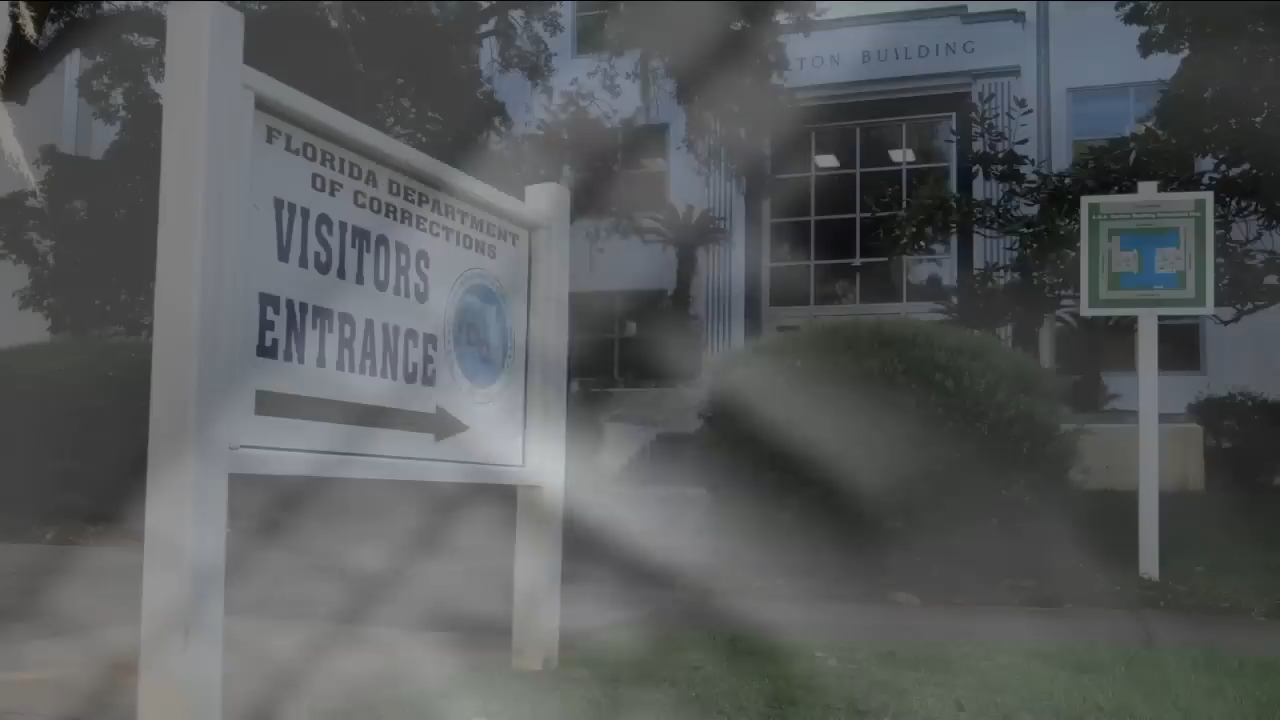 TON BUILDING
FLORIDA DEPARTMENT
OF CORRECTIONS
VISITORS
ENTRANCE